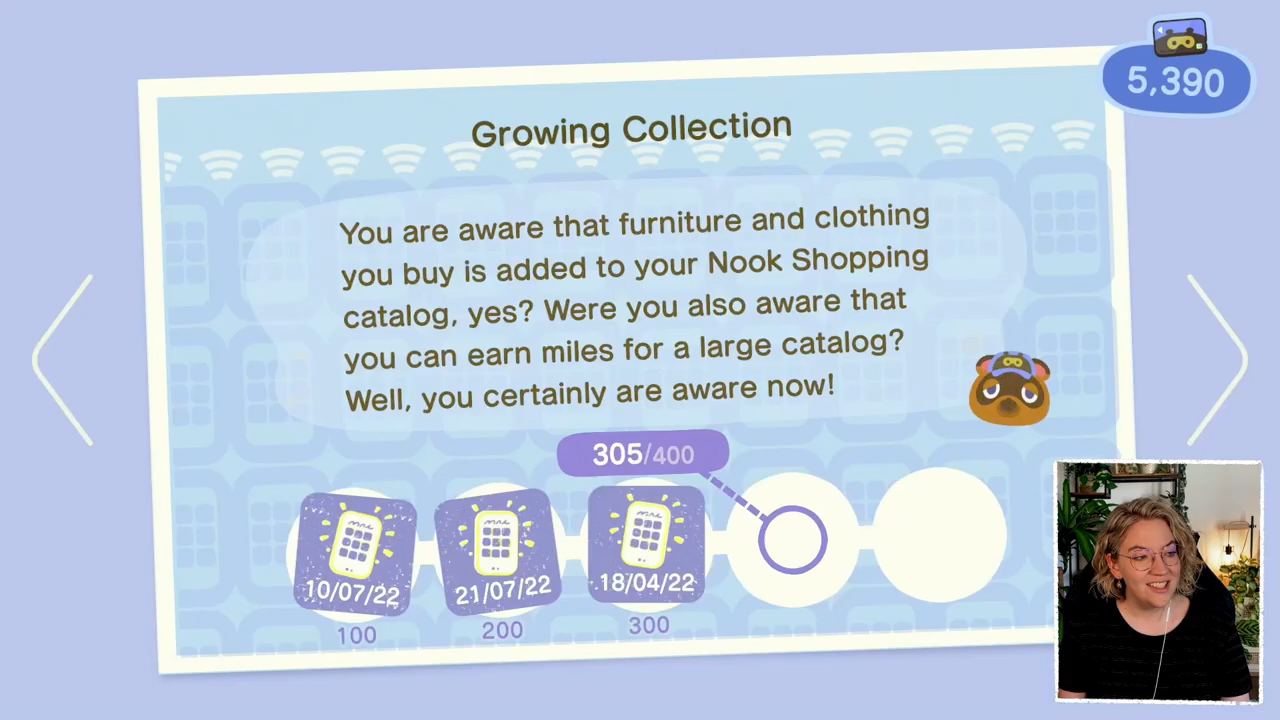 5,390
Growing Collection
You are aware that furniture and clothing
you buy is added to your Nook Shopping
catalog, yes? Were you also aware that
you can earn miles for a large catalog?
Well, you certainly are aware now!
305/400
10/07/22
21/07/22
18/04/22
100
200
300